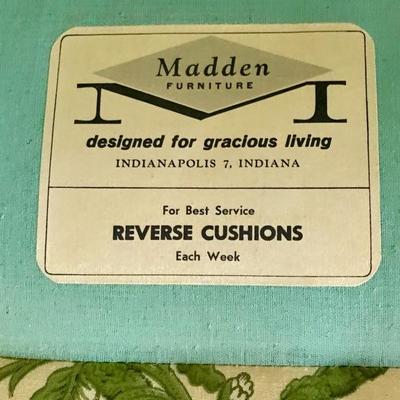 Madden
FURNITURE
designed for gracious living
INDIANAPOLIS 7, INDIANA
For Best Service
REVERSE CUSHIONS
Each Week